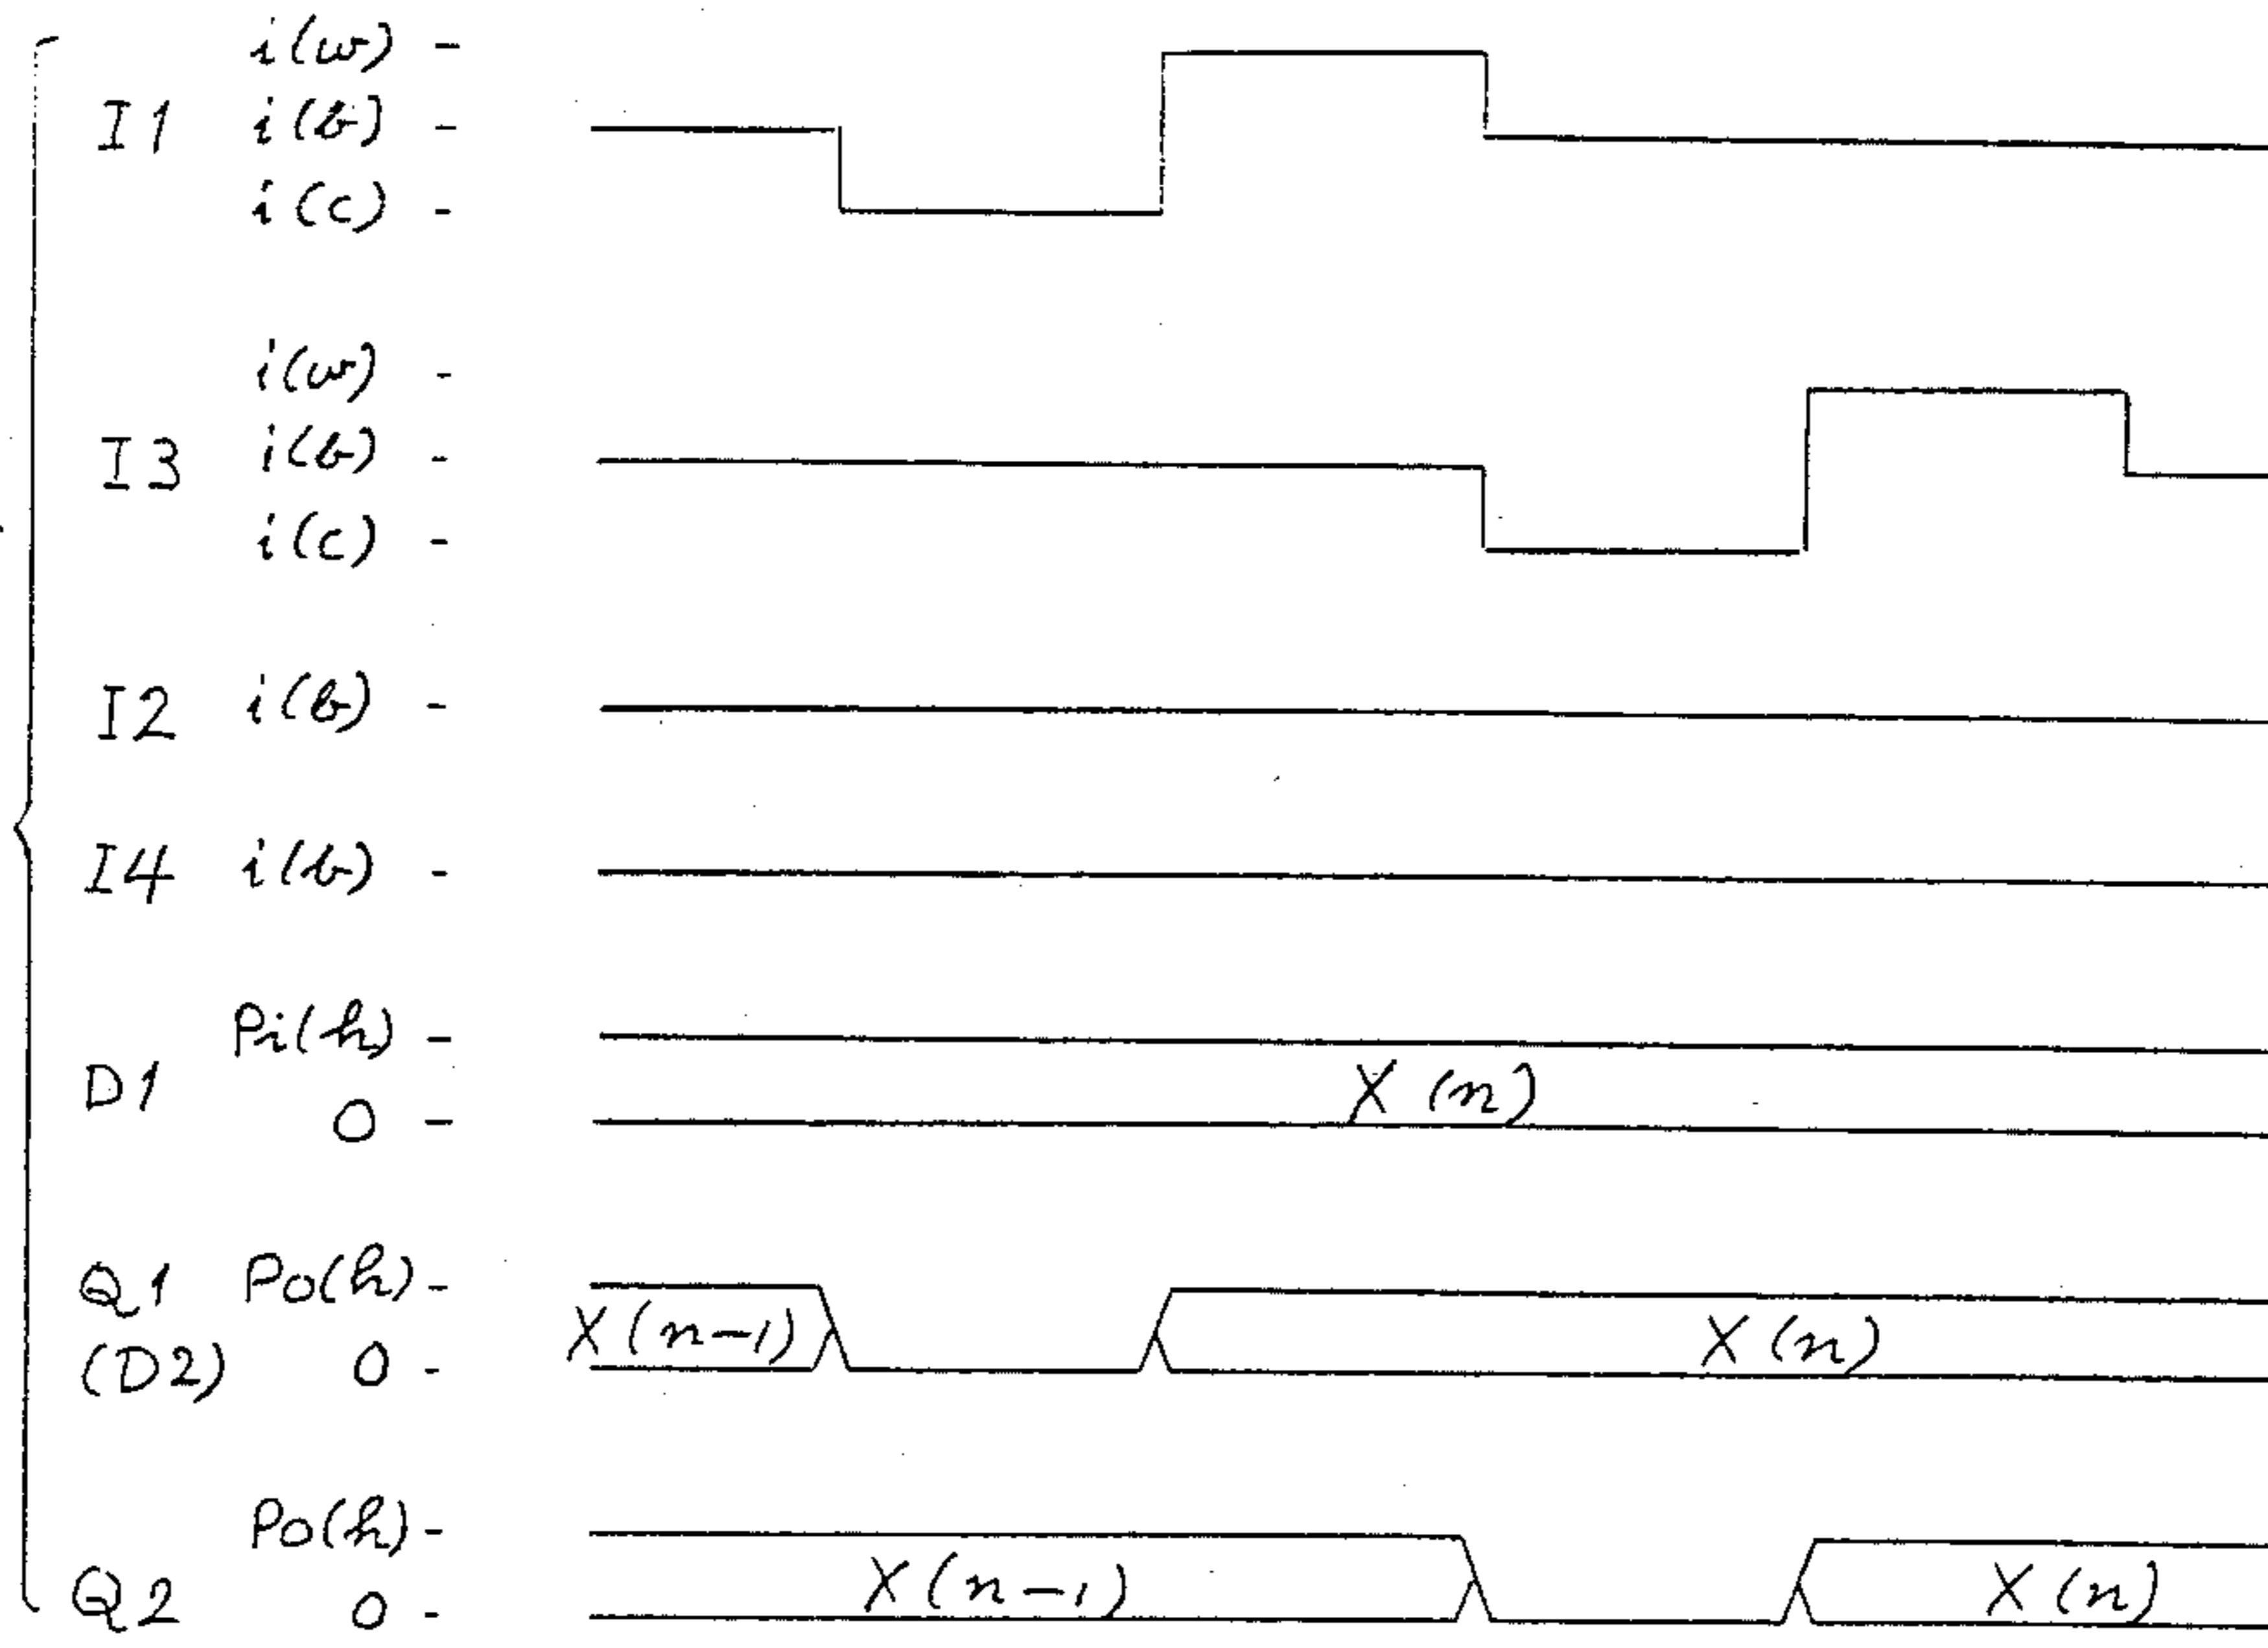 i(w) -
I1 i(b) -
i(c) -
i(w) -
I3 i(b) -
i(c) -
I2 i(b) -
I4 i(b) -
Pi(h) -
D1
X(n)
0 -
Q1 Po(h) -
X(n-1)
X(n)
(D2) 0 -
Po(h) -
X(n-1)
X(n)
Q2 0 -